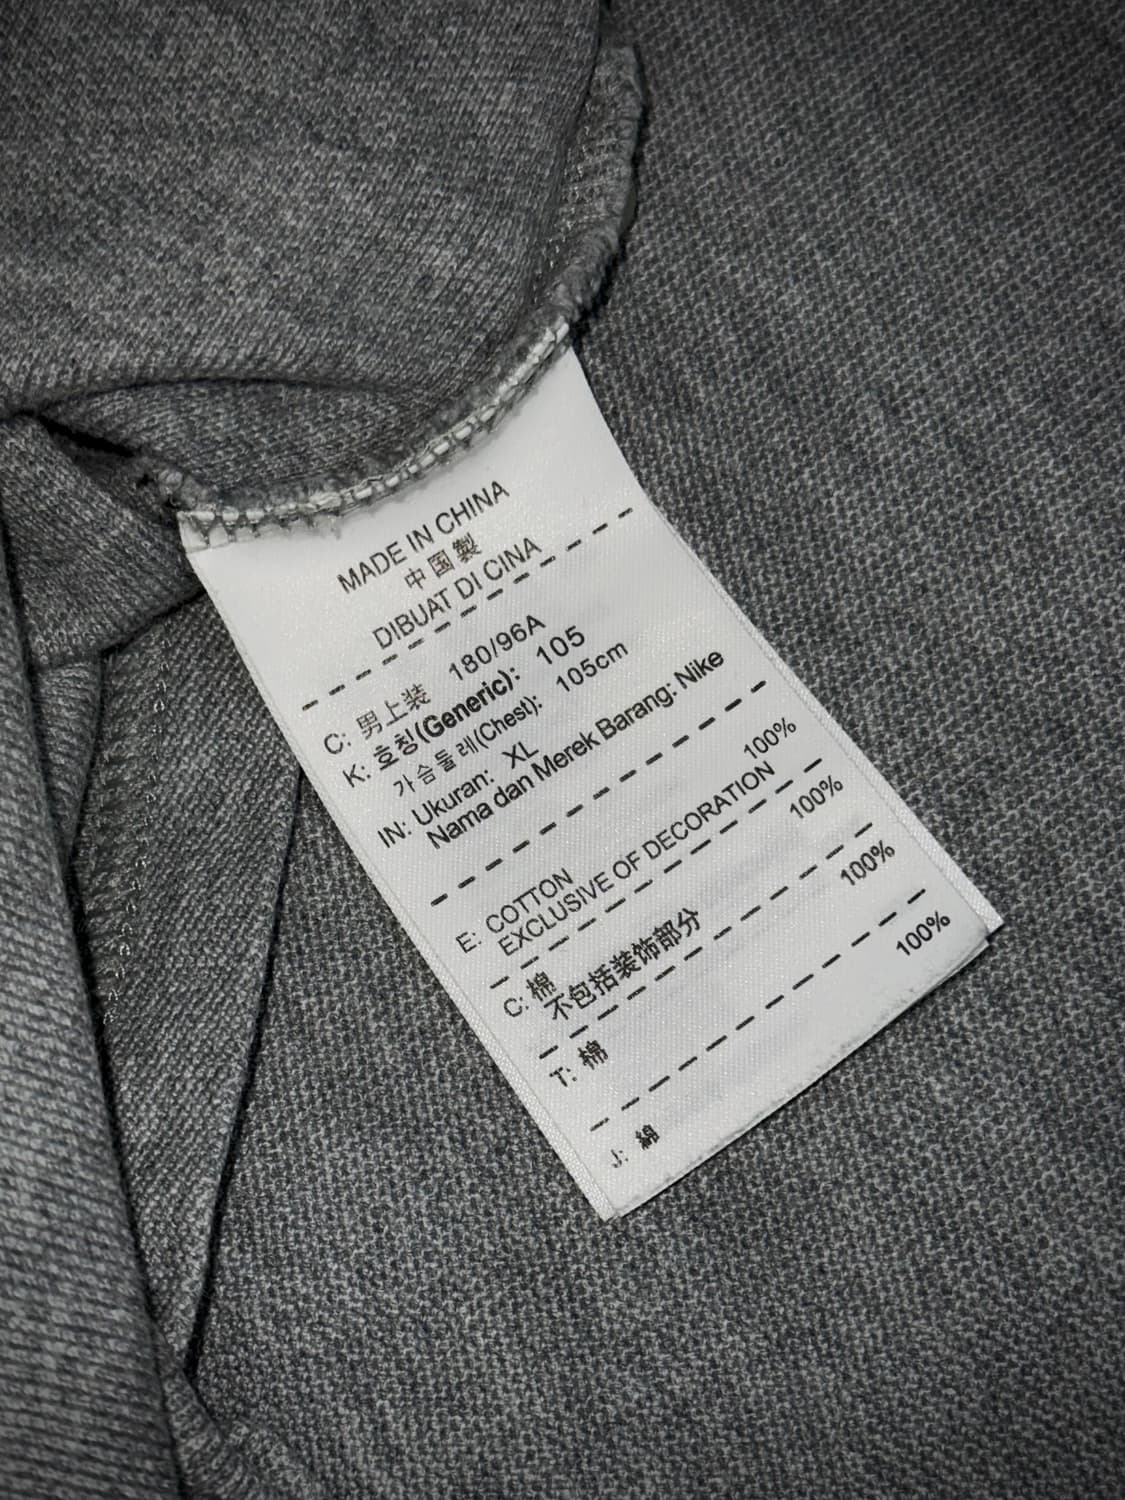 MADE IN CHINA
中国製
DIBUAT DI CINA
C: 男上装 180/96A
K: 호칭(Generic): 105
가슴둘레(Chest): 105cm
IN: Ukuran: XL
Nama dan Merek Barang: Nike
E: COTTON 100%
EXCLUSIVE OF DECORATION
C: 棉 100%
不包括装饰部分
T: 棉 100%
J: 綿 100%